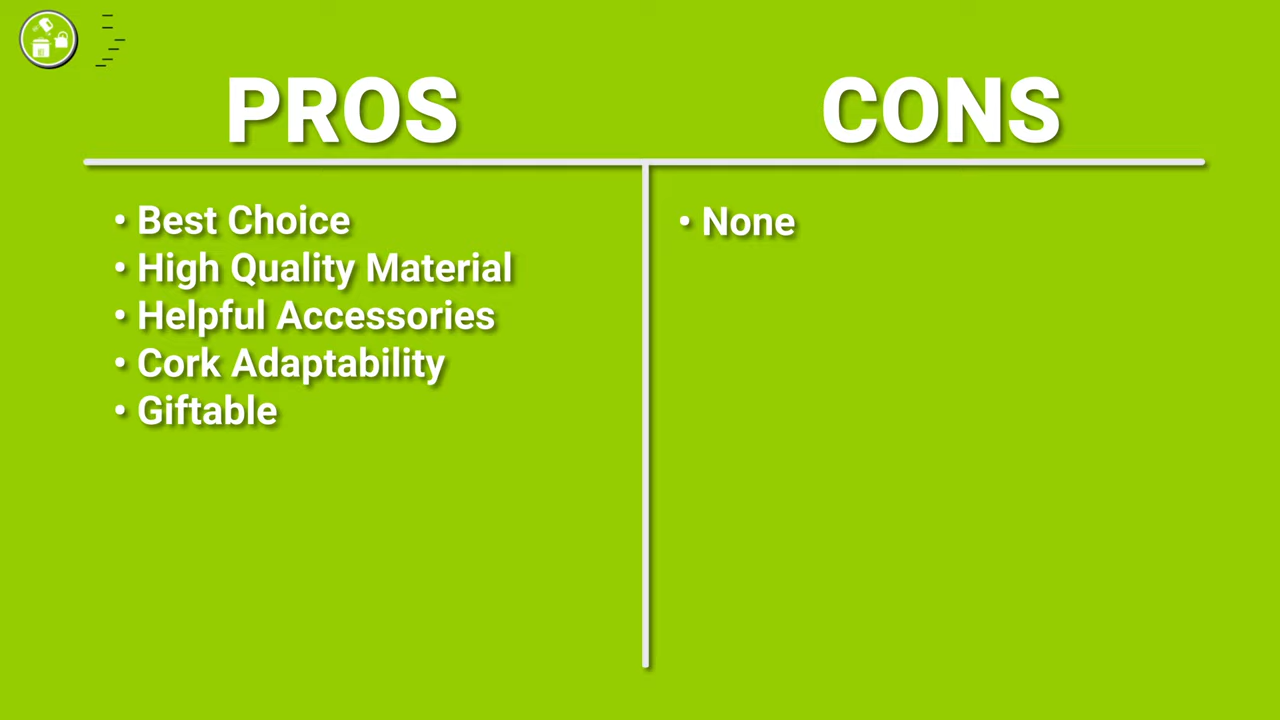 PROS
CONS
• Best Choice
• High Quality Material
• Helpful Accessories
• Cork Adaptability
• Giftable
• None